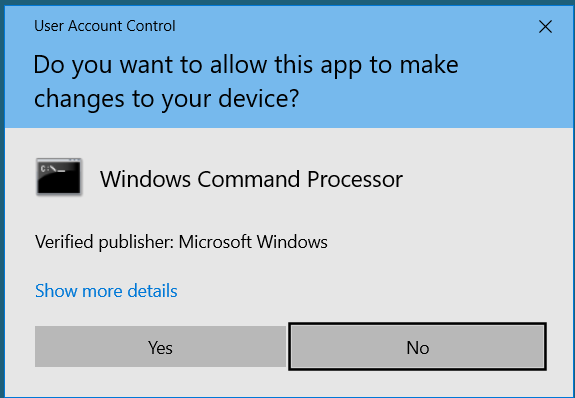 User Account Control
Do you want to allow this app to make
changes to your device?
C:\_
Windows Command Processor
Verified publisher: Microsoft Windows
Show more details
Yes
No